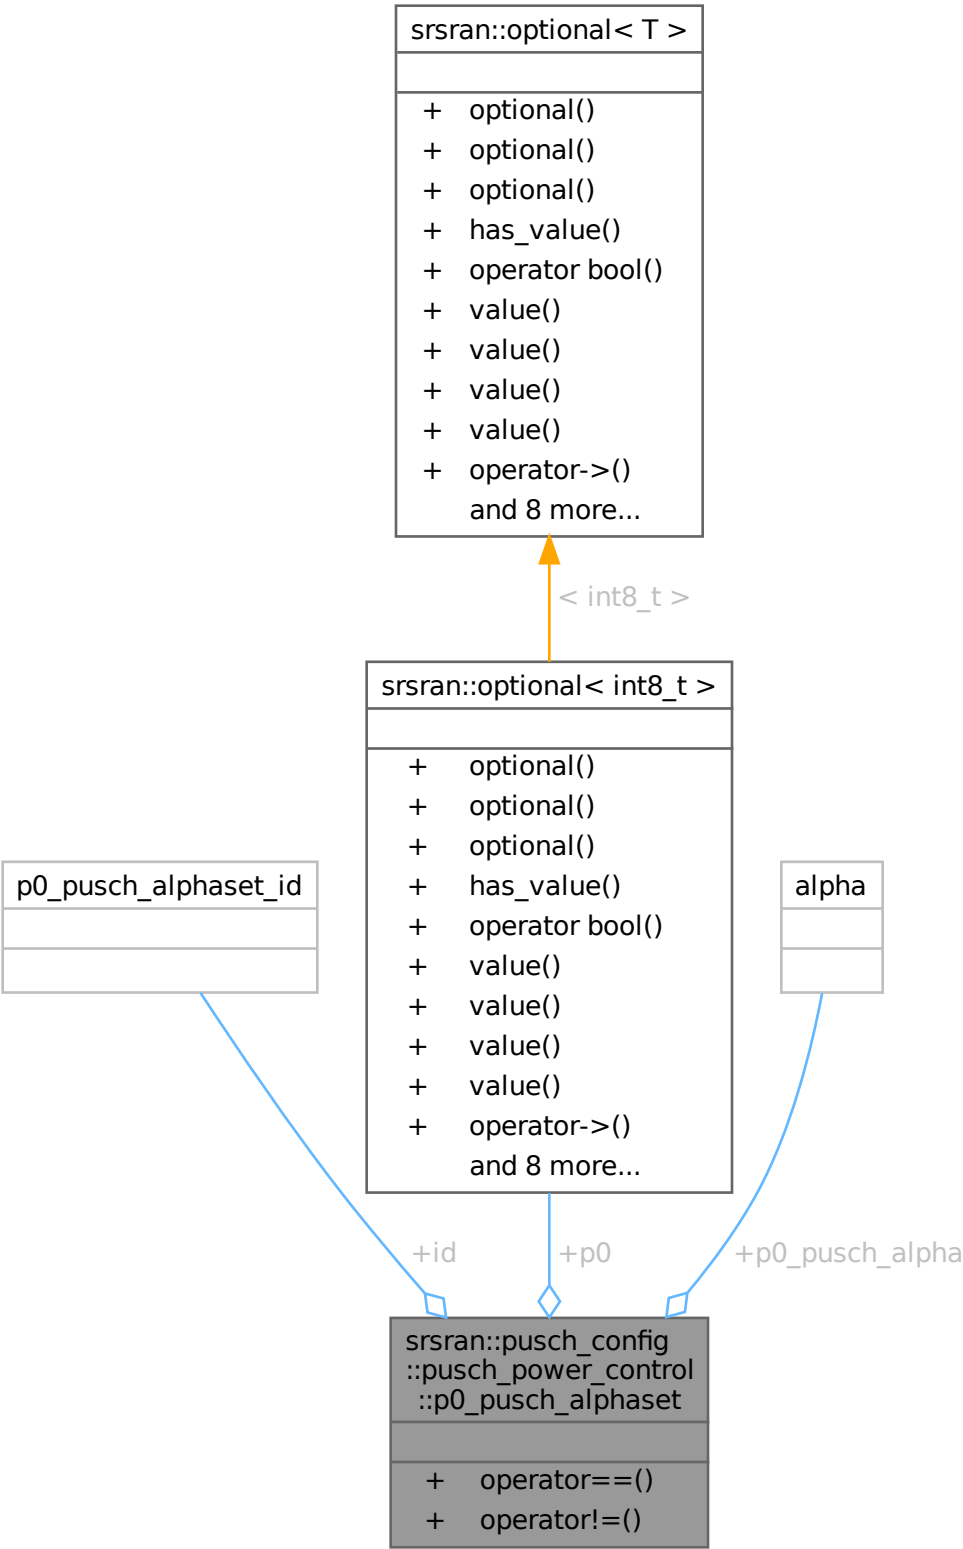 srsran::optional< T >
+ optional()
+ optional()
+ optional()
+ has_value()
+ operator bool()
+ value()
+ value()
+ value()
+ value()
+ operator->()
and 8 more...
< int8_t >
srsran::optional< int8_t >
+ optional()
+ optional()
+ optional()
+ has_value()
+ operator bool()
+ value()
+ value()
+ value()
+ value()
+ operator->()
and 8 more...
p0_pusch_alphaset_id
alpha
+id
+p0
+p0_pusch_alpha
srsran::pusch_config
::pusch_power_control
::p0_pusch_alphaset
+ operator==()
+ operator!=()